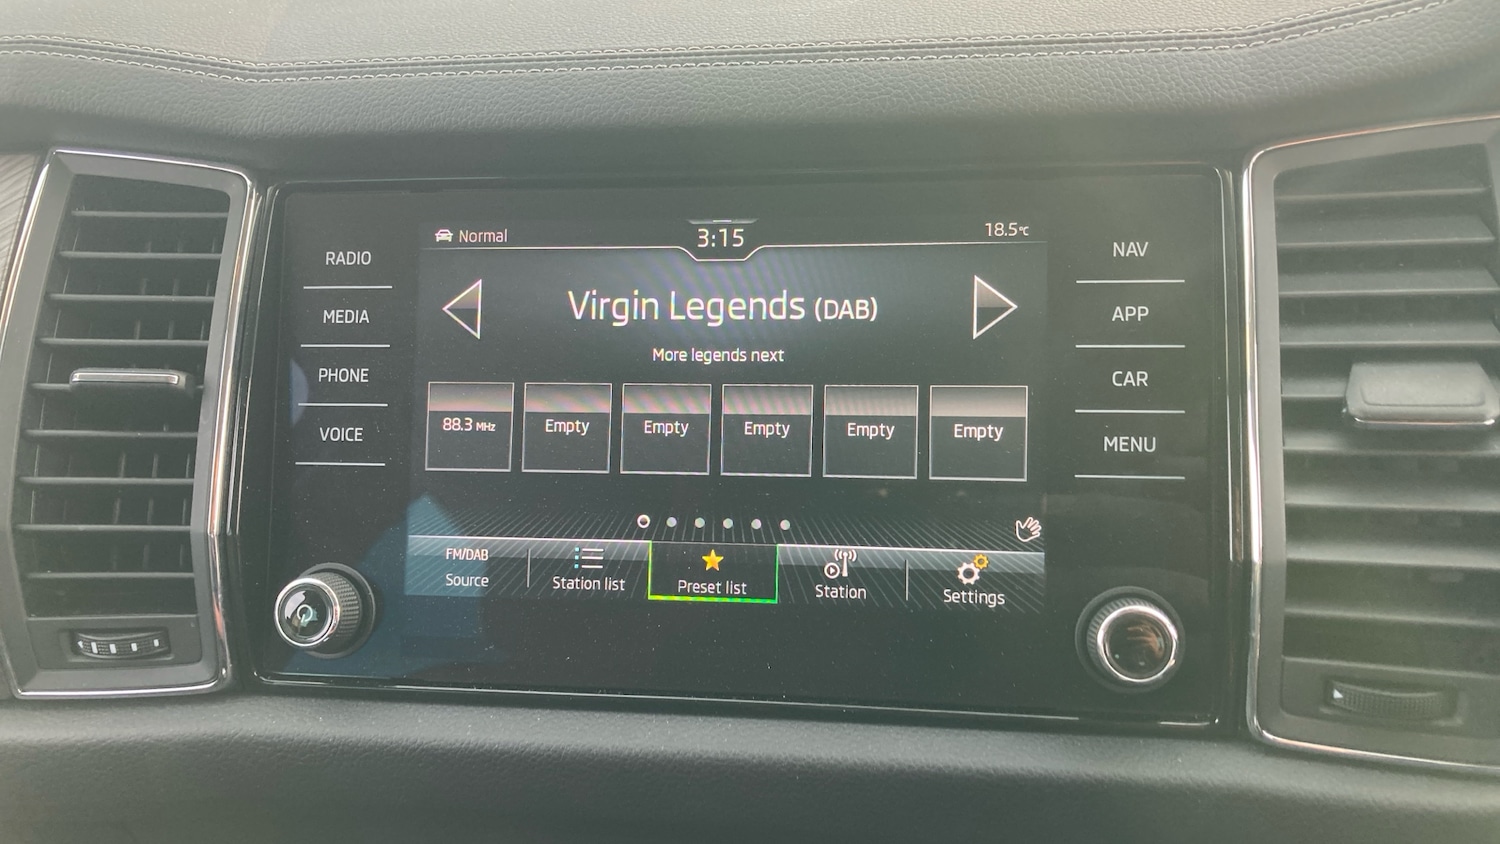 RADIO
MEDIA
PHONE
VOICE
Normal
3:15
18.5°C
Virgin Legends (DAB)
More legends next
88.3 MHz
Empty
Empty
Empty
Empty
Empty
FM/DAB
Source
Station list
Preset list
Station
Settings
NAV
APP
CAR
MENU